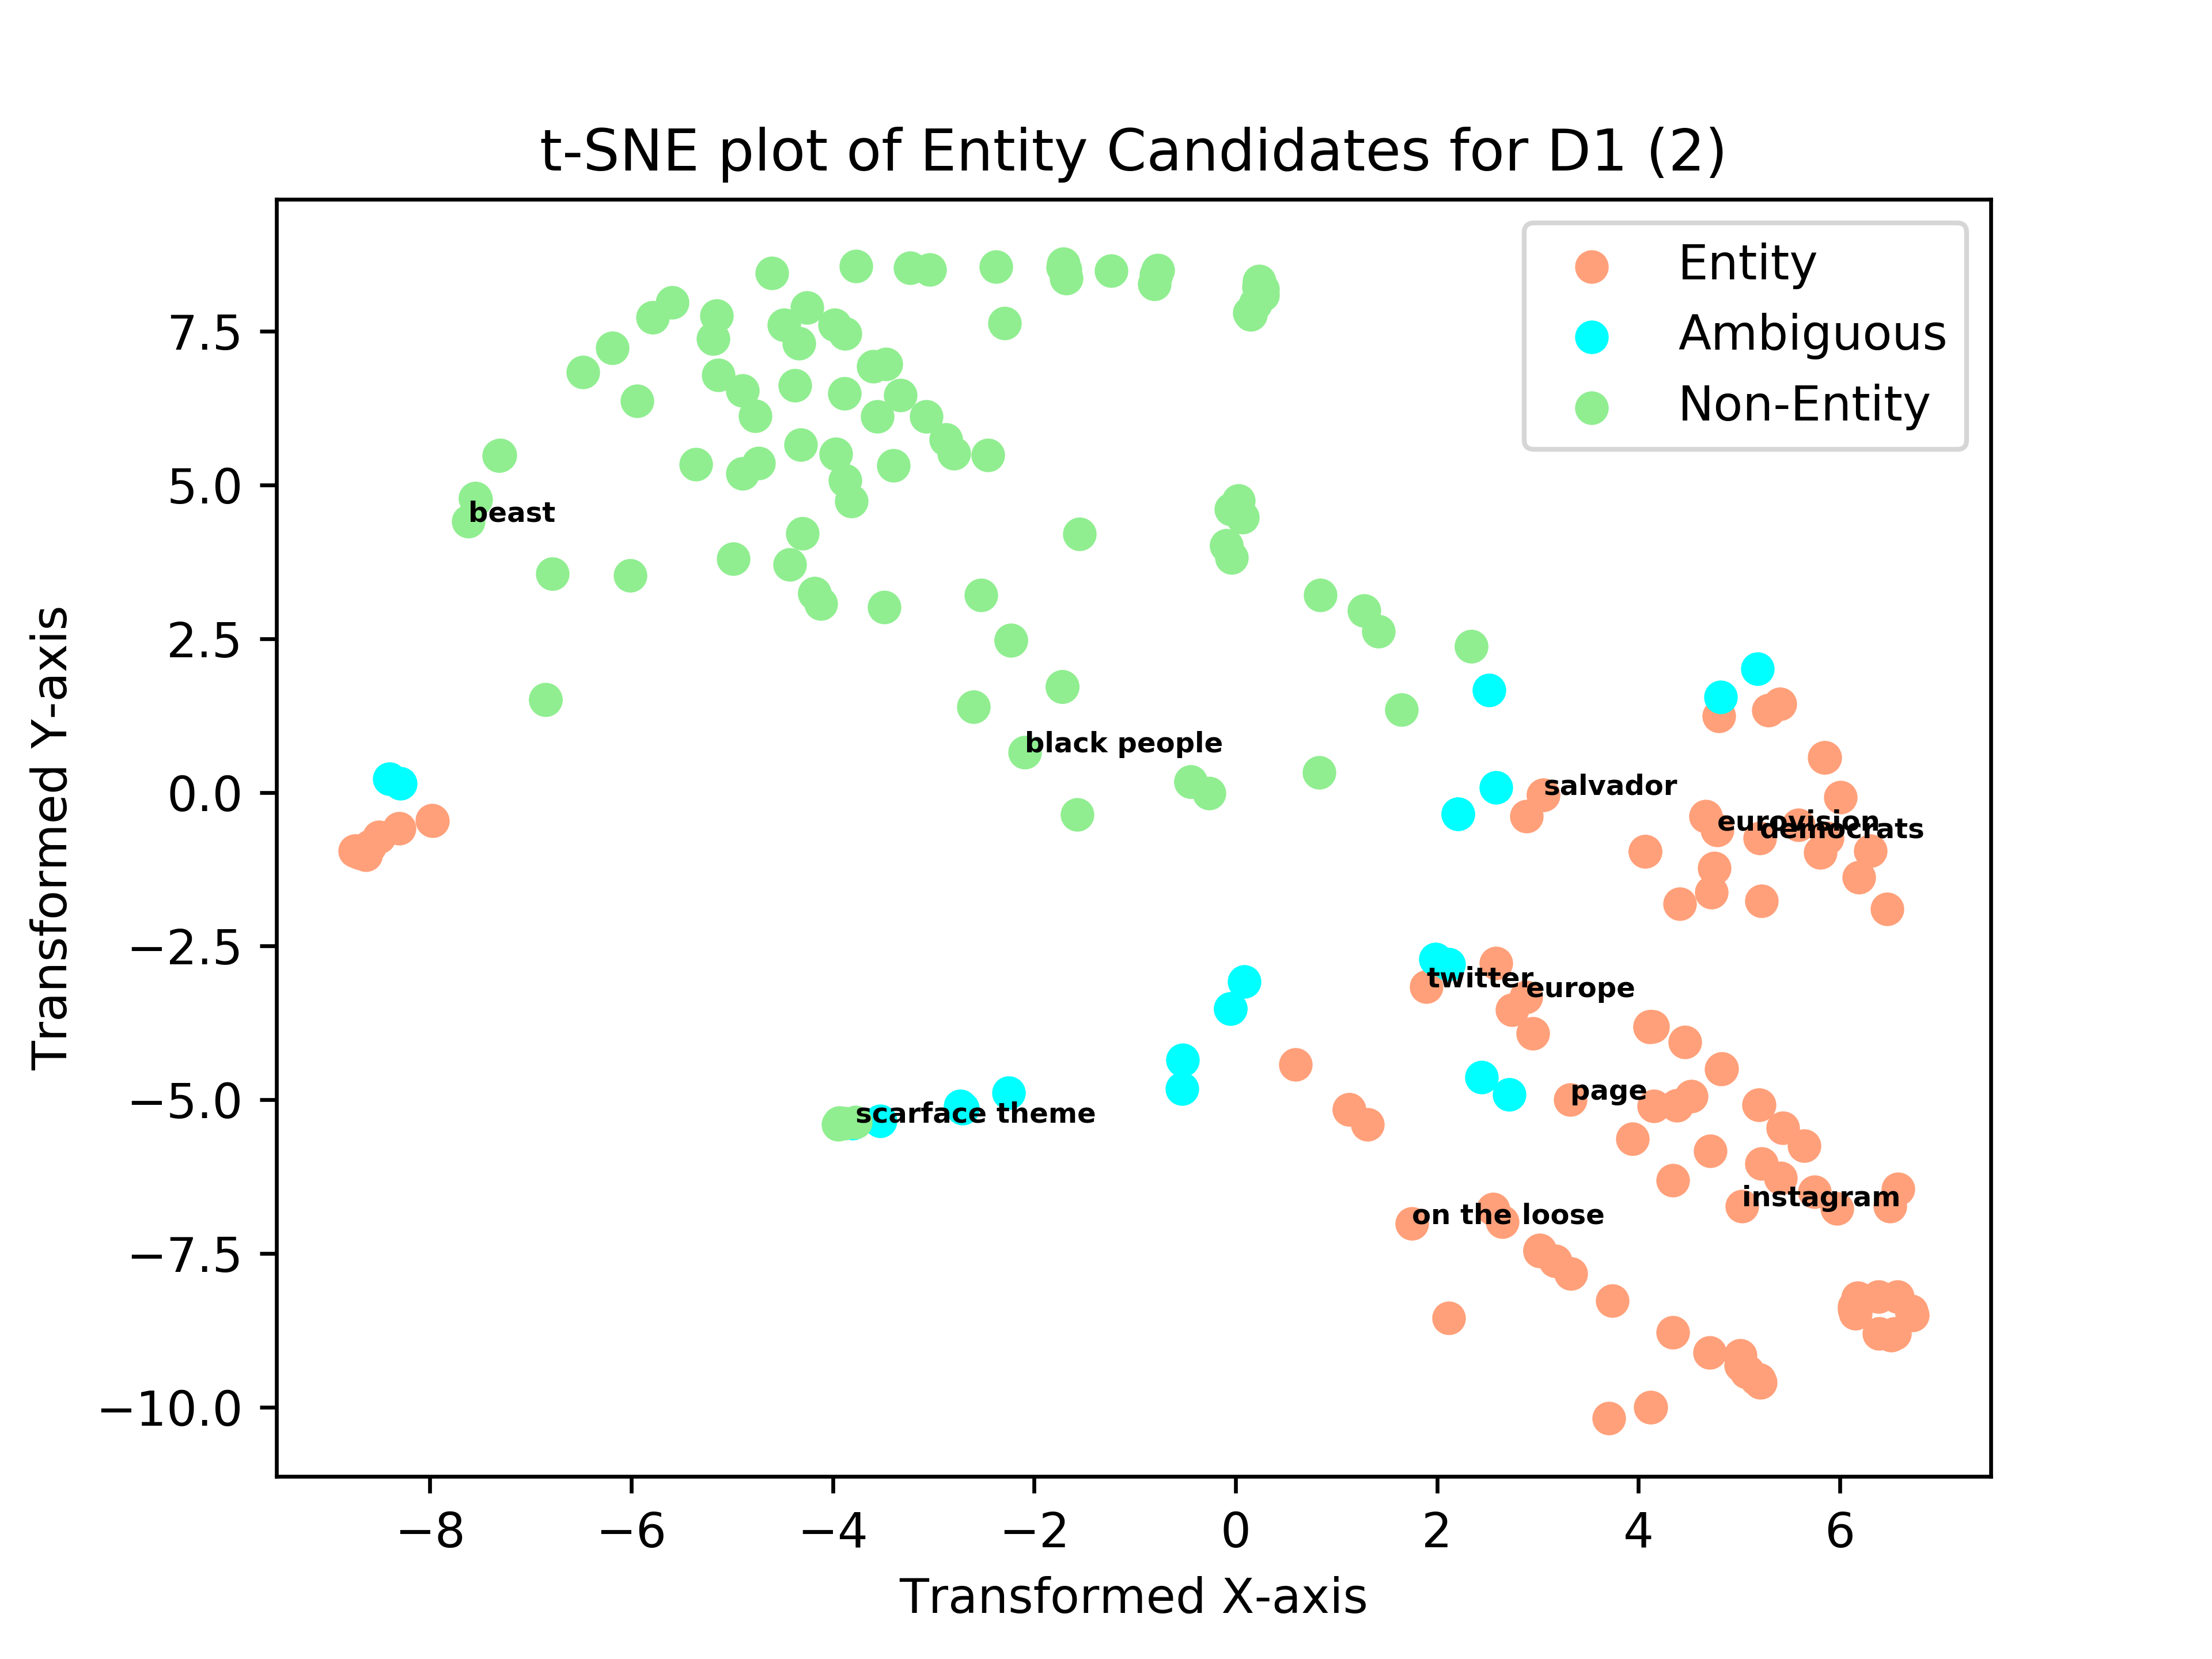 t-SNE plot of Entity Candidates for D1 (2)
Entity
Ambiguous
Non-Entity
Transformed Y-axis
7.5
5.0
2.5
0.0
−2.5
−5.0
−7.5
−10.0
beast
black people
salvador
eurovision
democrats
twitter
europe
page
scarface theme
instagram
on the loose
−8 −6 −4 −2 0 2 4 6
Transformed X-axis